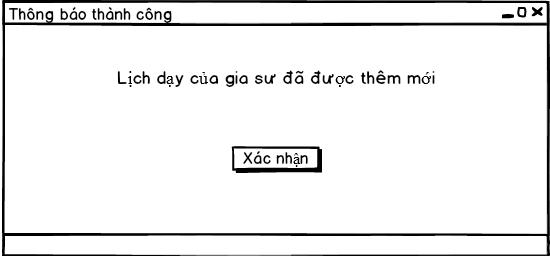 Thông báo thành công
Lịch dạy của gia sư đã được thêm mới
Xác nhận